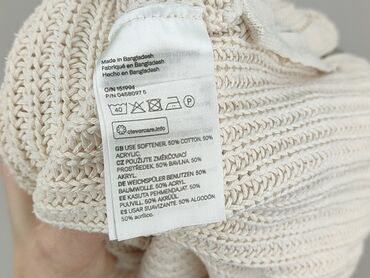 Made in Bangladesh
Fabriqué en Bangladesh
Hecho en Bangladesh
O/N 151994
P/N 0458097 5
40 P
clevercare.info
GB USE SOFTENER. 50% COTTON. 50%
ACRYLIC.
CZ POUŽIJTE ZMĚKČOVACÍ
PROSTŘEDEK. 50% BAVLNA. 50%
AKRYL.
DE WEICHSPÜLER BENUTZEN. 50%
BAUMWOLLE. 50% ACRYL.
EE KASUTA PEHMENDAJAT. 50%
PUUVILL. 50% AKRÜÜL.
ES USAR SUAVIZANTE. 50% ALGODÓN.
50% acrílico.